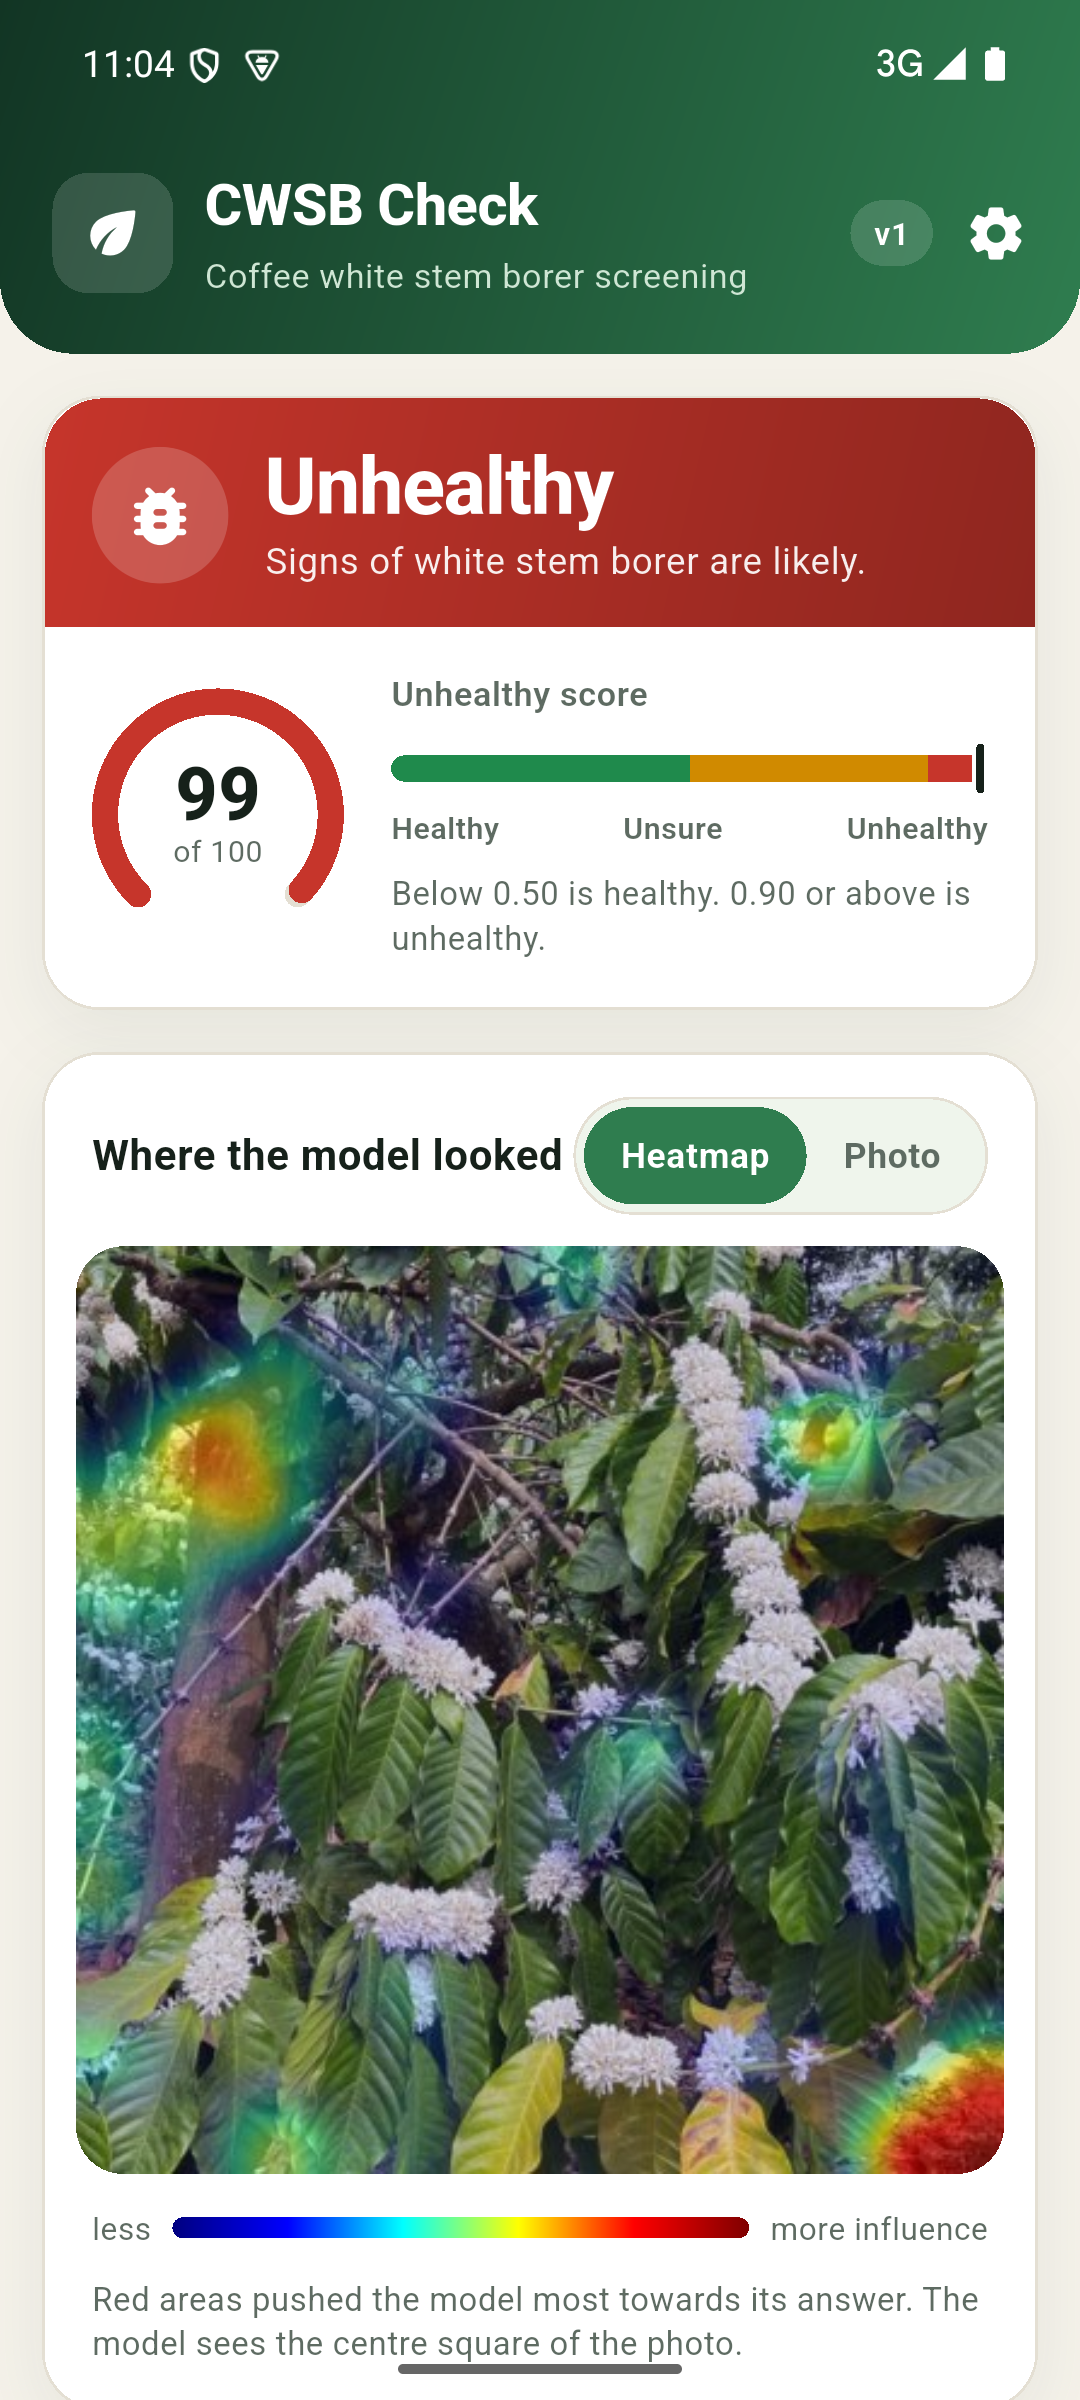 11:04
3G
CWSB Check
Coffee white stem borer screening
v1
Unhealthy
Signs of white stem borer are likely.
99
of 100
Unhealthy score
Healthy Unsure Unhealthy
Below 0.50 is healthy. 0.90 or above is
unhealthy.
Where the model looked
Heatmap Photo
less
more influence
Red areas pushed the model most towards its answer. The
model sees the centre square of the photo.